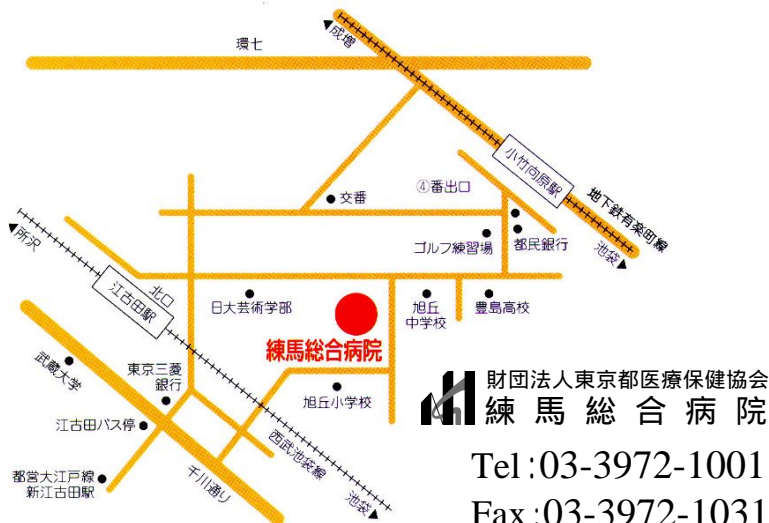 成増
環七
小竹向原駅
地下鉄有楽町線
池袋
④番出口
交番
都民銀行
ゴルフ練習場
所沢
北口
江古田駅
日大芸術学部
旭丘
中学校
豊島高校
練馬総合病院
武蔵大学
東京三菱
銀行
旭丘小学校
江古田バス停
西武池袋線
都営大江戸線
新江古田駅
千川通り
池袋
財団法人東京都医療保健協会
練馬総合病院
Tel:03-3972-1001
Fax:03-3972-1031